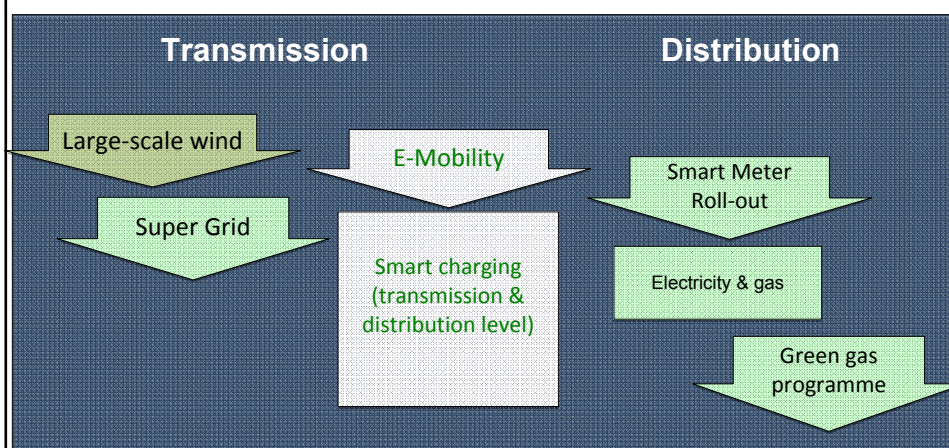 Transmission
Distribution
Large-scale wind
Super Grid
E-Mobility
Smart charging
(transmission &
distribution level)
Smart Meter
Roll-out
Electricity & gas
Green gas
programme